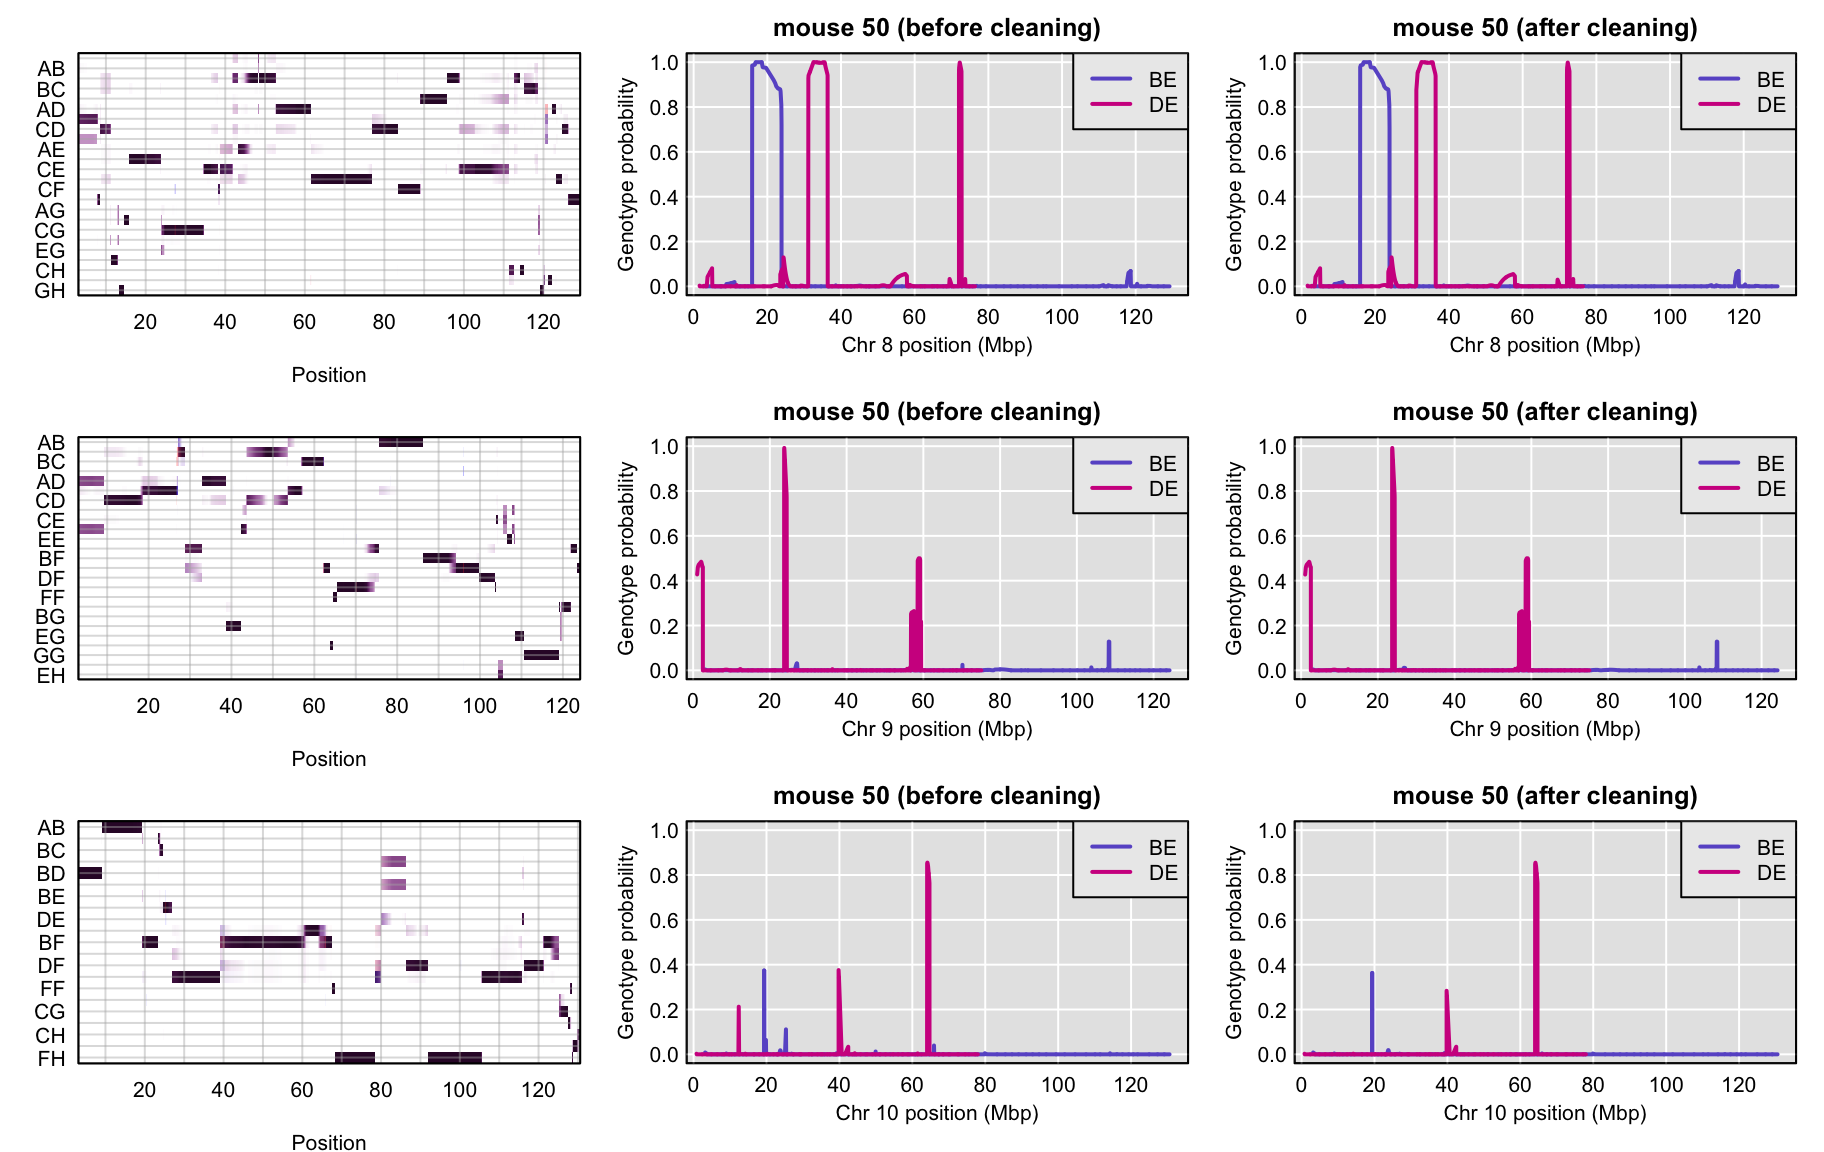 mouse 50 (before cleaning)
mouse 50 (after cleaning)
AB
BC
AD
CD
AE
CE
CF
AG
CG
EG
CH
GH
20 40 60 80 100 120
Position
Genotype probability
1.0
0.8
0.6
0.4
0.2
0.0
BE
DE
0 20 40 60 80 100 120
Chr 8 position (Mbp)
Genotype probability
1.0
0.8
0.6
0.4
0.2
0.0
BE
DE
0 20 40 60 80 100 120
Chr 8 position (Mbp)
mouse 50 (before cleaning)
mouse 50 (after cleaning)
AB
BC
AD
CD
CE
EE
BF
DF
FF
BG
EG
GG
EH
20 40 60 80 100 120
Position
Genotype probability
1.0
0.8
0.6
0.4
0.2
0.0
BE
DE
0 20 40 60 80 100 120
Chr 9 position (Mbp)
Genotype probability
1.0
0.8
0.6
0.4
0.2
0.0
BE
DE
0 20 40 60 80 100 120
Chr 9 position (Mbp)
mouse 50 (before cleaning)
mouse 50 (after cleaning)
AB
BC
BD
BE
DE
BF
DF
FF
CG
CH
FH
20 40 60 80 100 120
Position
Genotype probability
1.0
0.8
0.6
0.4
0.2
0.0
BE
DE
0 20 40 60 80 100 120
Chr 10 position (Mbp)
Genotype probability
1.0
0.8
0.6
0.4
0.2
0.0
BE
DE
0 20 40 60 80 100 120
Chr 10 position (Mbp)